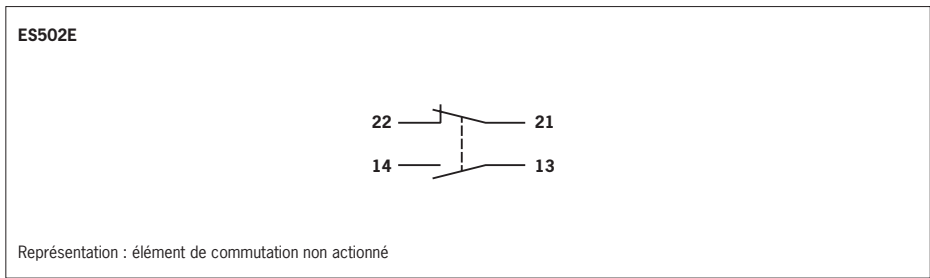 ES502E
22 21
14 13
Représentation : élément de commutation non actionné